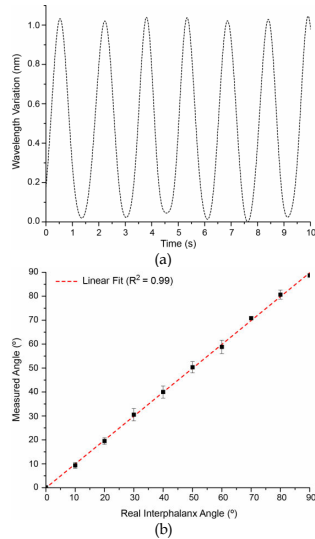 Wavelength Variation (nm)
1.0
0.8
0.6
0.4
0.2
0.0
0 1 2 3 4 5 6 7 8 9 10
Time (s)
(a)
Linear Fit (R² = 0.99)
Measured Angle (º)
90
80
70
60
50
40
30
20
10
0
0 10 20 30 40 50 60 70 80 90
Real Interphalanx Angle (º)
(b)